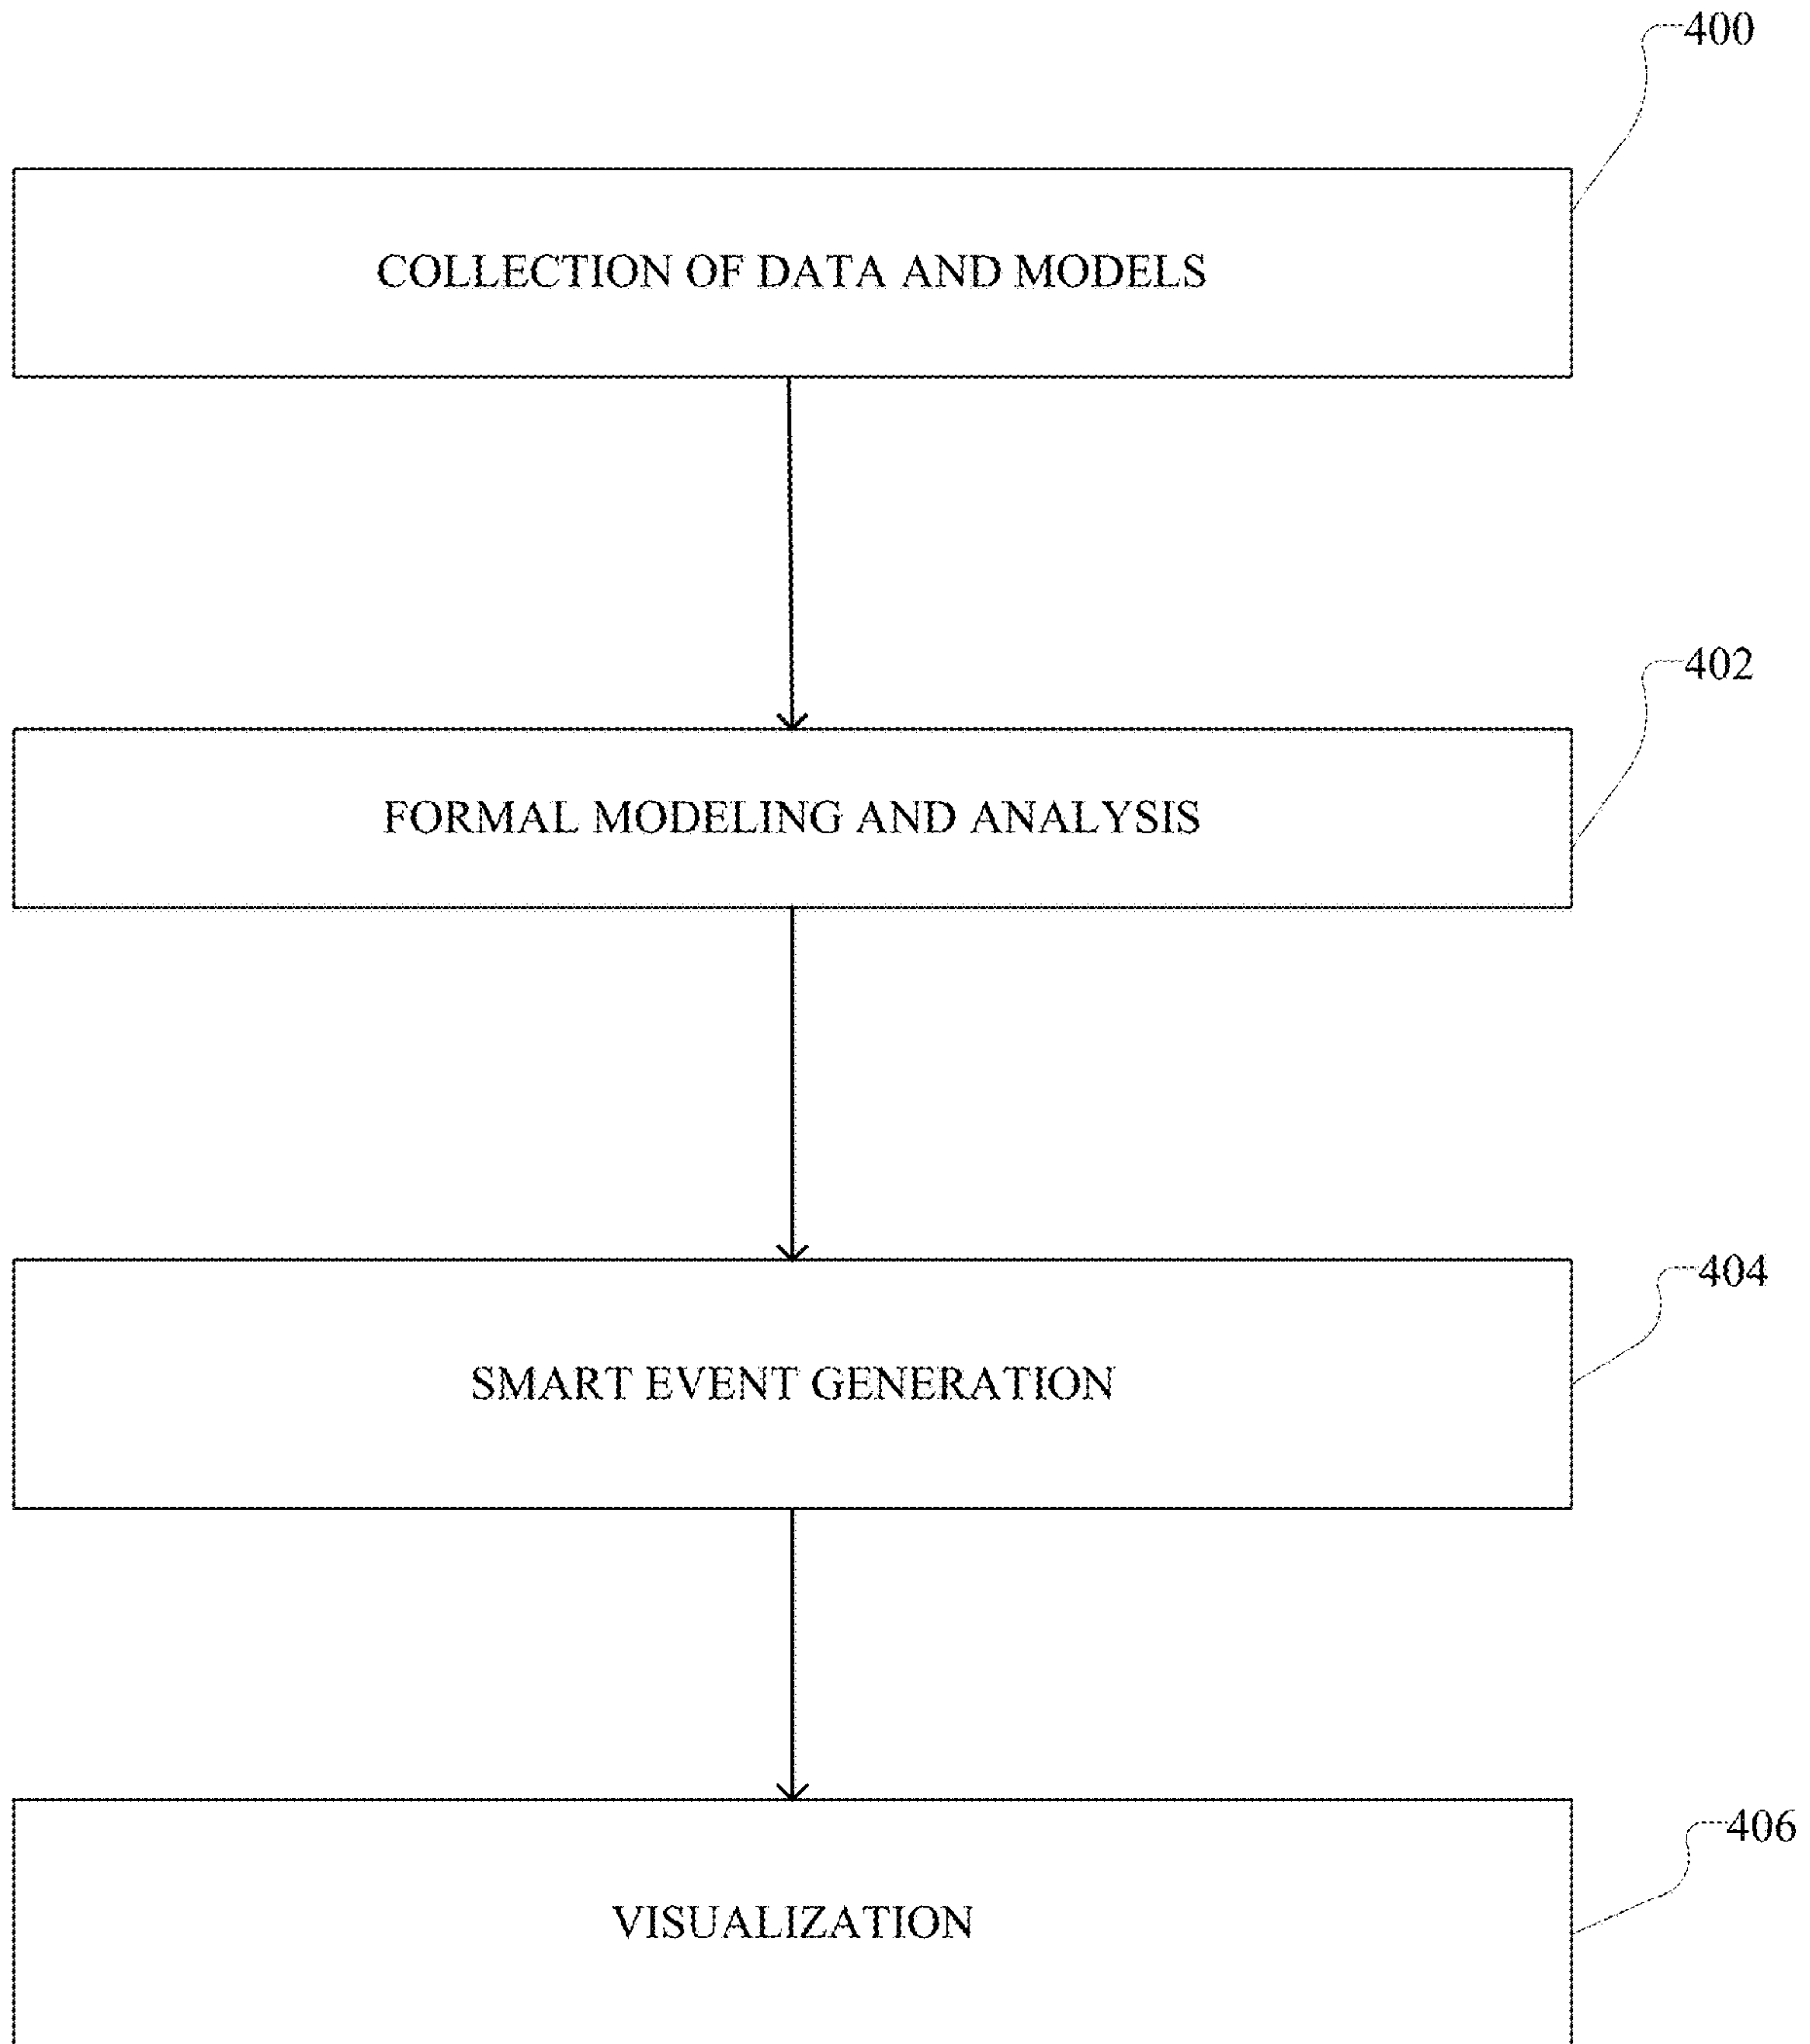 400
COLLECTION OF DATA AND MODELS
402
FORMAL MODELING AND ANALYSIS
404
SMART EVENT GENERATION
406
VISUALIZATION